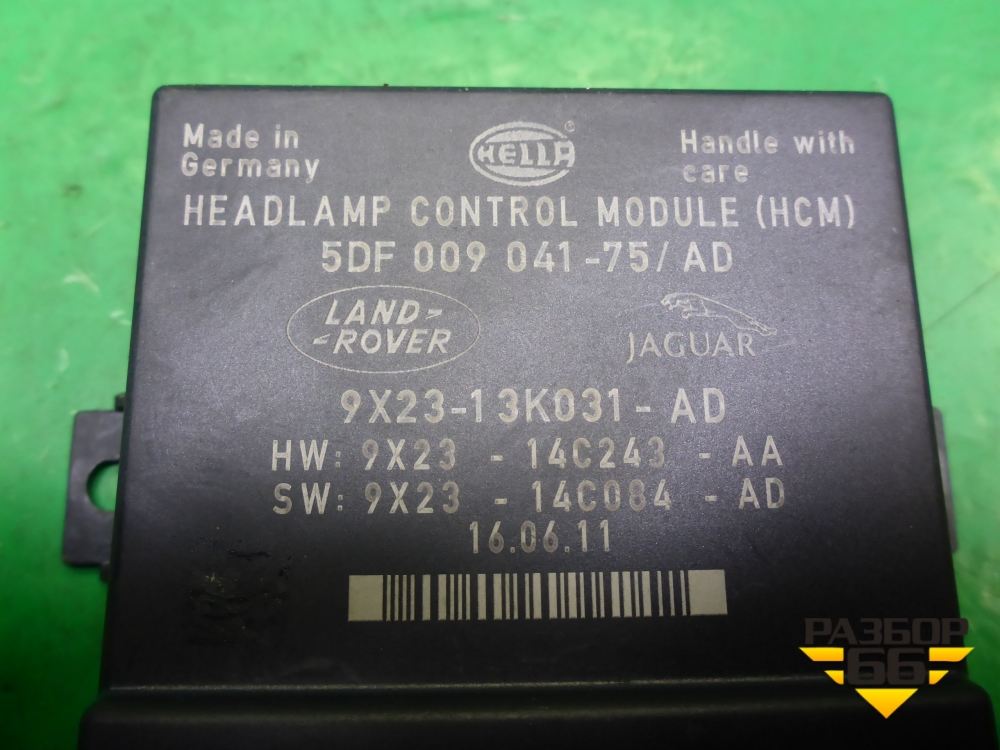 Made in
Germany
HELLA
Handle with
care
HEADLAMP CONTROL MODULE (HCM)
5DF 009 041-75/AD
LAND-
-ROVER
JAGUAR
9X23-13K031-AD
HW: 9X23 - 14C243 - AA
SW: 9X23 - 14C084 - AD
16.06.11
РАЗБОР
66